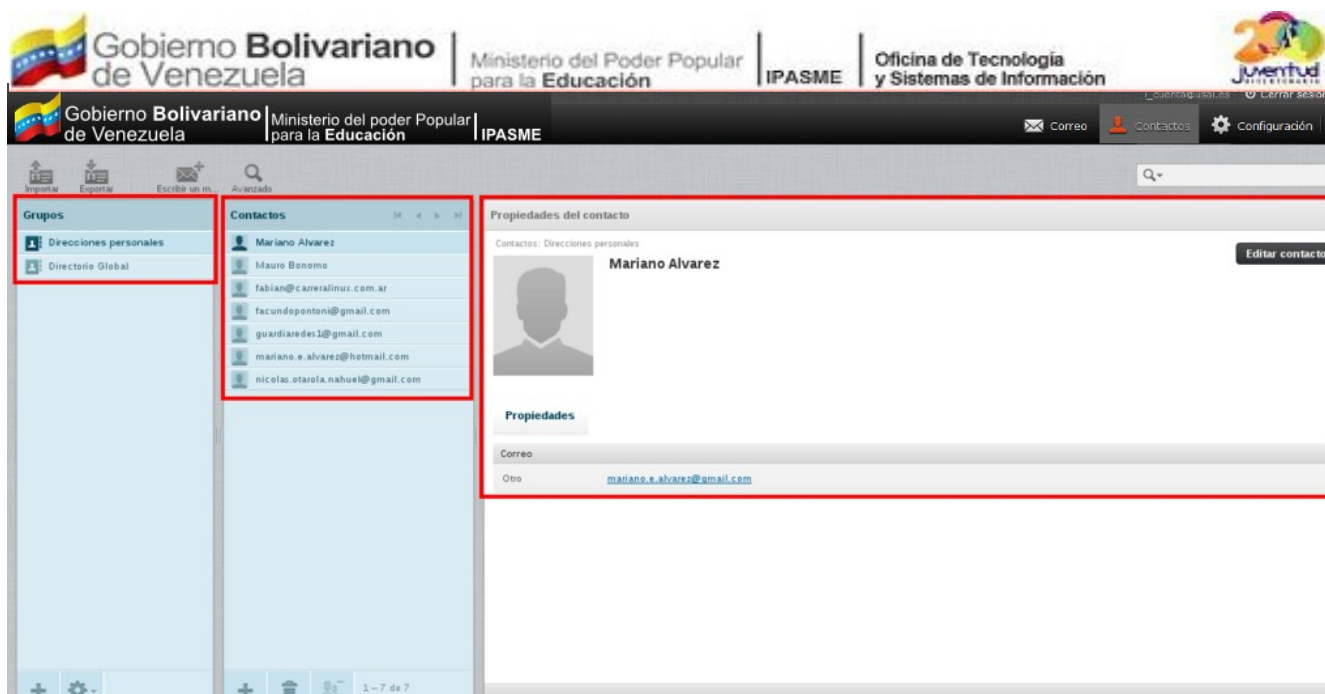 Gobierno Bolivariano
de Venezuela
Ministerio del Poder Popular
para la Educación
IPASME
Oficina de Tecnología
y Sistemas de Información
juventud
BICENTENARIA
Cerrar sesión
Gobierno Bolivariano
de Venezuela
Ministerio del poder Popular
para la Educación
IPASME
Correo
Contactos
Configuración
Importar
Exportar
Escribir un m...
Avanzado
Grupos
Direcciones personales
Directorio Global
Contactos
Mariano Alvarez
Mauro Bonomo
fabian@carreralinux.com.ar
facundopontoni@gmail.com
guardiaredes1@gmail.com
mariano.e.alvarez@hotmail.com
nicolas.otarola.nahuel@gmail.com
1 – 7 de 7
Propiedades del contacto
Contactos: Direcciones personales
Mariano Alvarez
Editar contacto
Propiedades
Correo
Otro mariano.e.alvarez@gmail.com